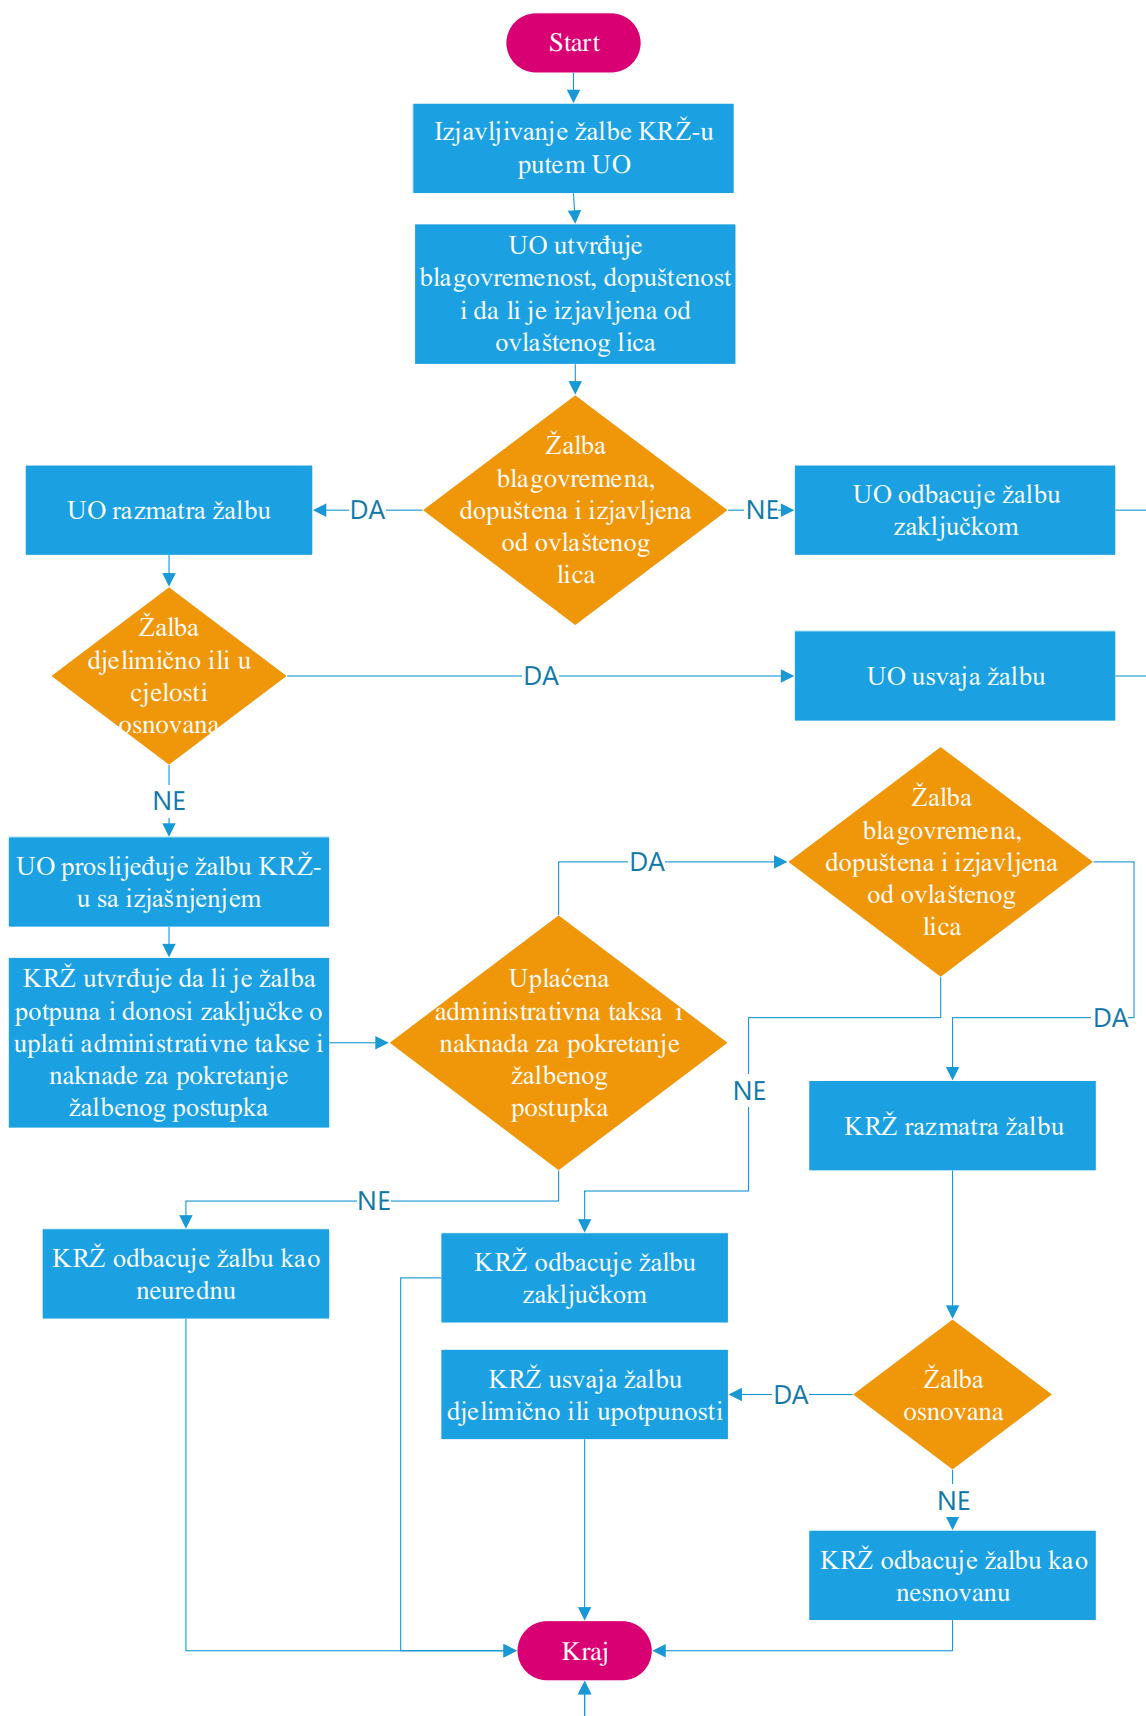 Start
Izjavljivanje žalbe KRŽ-u
putem UO
UO utvrđuje
blagovremenost, dopuštenost
i da li je izjavljena od
ovlaštenog lica
Žalba
blagovremena,
dopuštena i izjavljena
od ovlaštenog
lica
UO razmatra žalbu
DA
NE
UO odbacuje žalbu
zaključkom
Žalba
djelimično ili u
cjelosti
osnovana
DA
UO usvaja žalbu
NE
UO proslijeđuje žalbu KRŽ-
u sa izjašnjenjem
DA
Žalba
blagovremena,
dopuštena i izjavljena
od ovlaštenog
lica
KRŽ utvrđuje da li je žalba
potpuna i donosi zaključke o
uplati administrativne takse i
naknade za pokretanje
žalbenog postupka
Uplaćena
administrativna taksa i
naknada za pokretanje
žalbenog
postupka
DA
NE
KRŽ razmatra žalbu
NE
KRŽ odbacuje žalbu kao
neurednu
KRŽ odbacuje žalbu
zaključkom
KRŽ usvaja žalbu
djelimično ili upotpunosti
DA
Žalba
osnovana
NE
KRŽ odbacuje žalbu kao
nesnovanu
Kraj